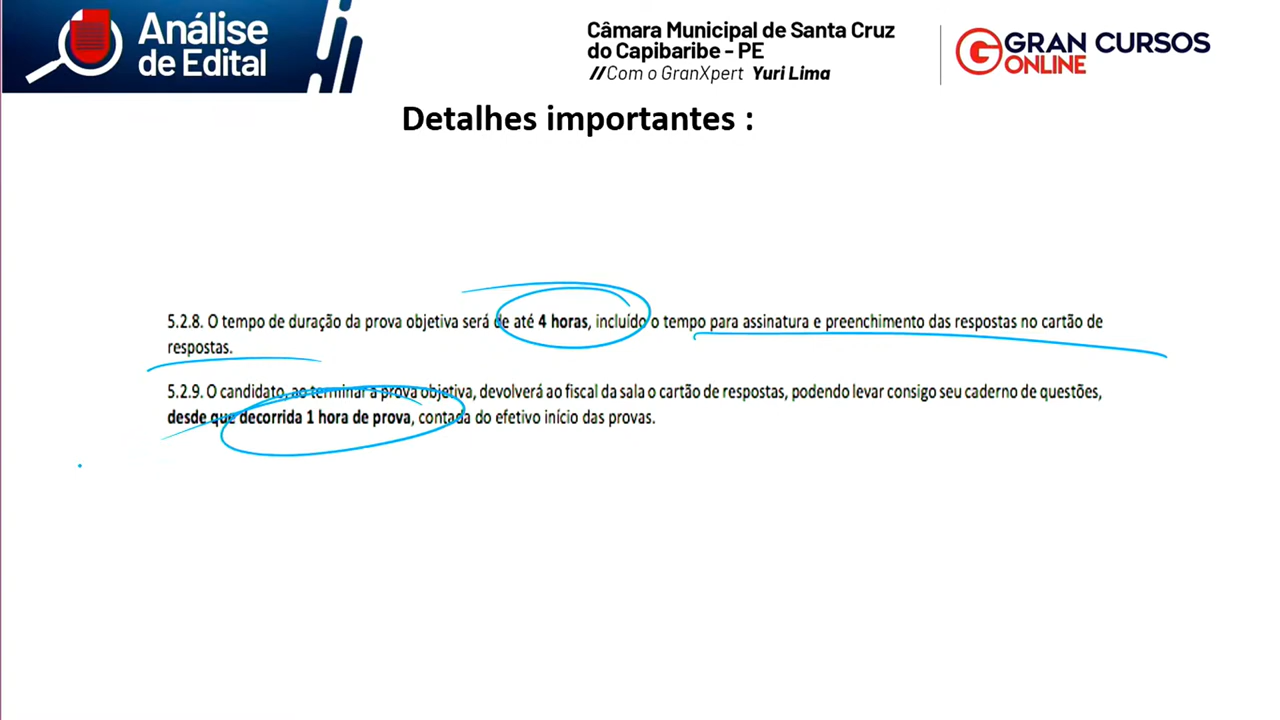 Análise
de Edital
Câmara Municipal de Santa Cruz
do Capibaribe - PE
//Com o GranXpert Yuri Lima
G GRAN CURSOS
ONLINE
Detalhes importantes :
5.2.8. O tempo de duração da prova objetiva será de até 4 horas, incluído o tempo para assinatura e preenchimento das respostas no cartão de
respostas.
5.2.9. O candidato, ao terminar a prova objetiva, devolverá ao fiscal da sala o cartão de respostas, podendo levar consigo seu caderno de questões,
desde que decorrida 1 hora de prova, contada do efetivo início das provas.